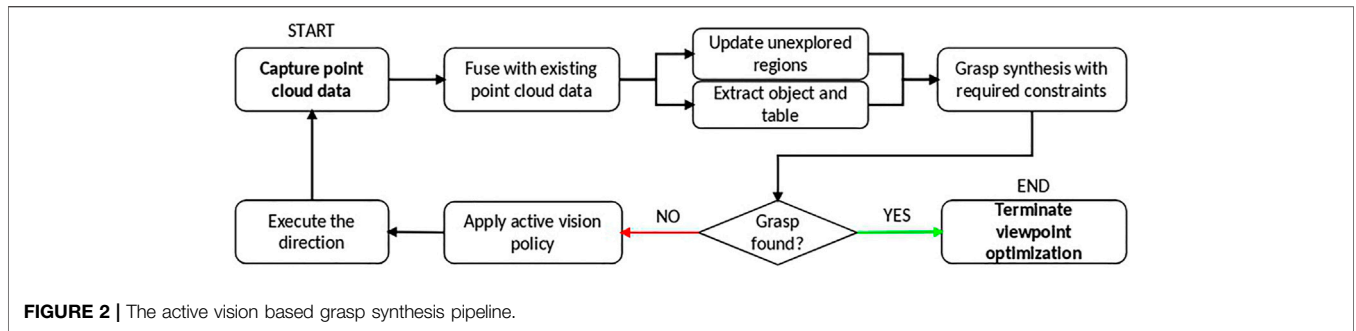 START
Capture point
cloud data
Fuse with existing
point cloud data
Update unexplored
regions
Extract object and
table
Grasp synthesis with
required constraints
Grasp
found?
YES
END
Terminate
viewpoint
optimization
NO
Apply active vision
policy
Execute the
direction
FIGURE 2 | The active vision based grasp synthesis pipeline.